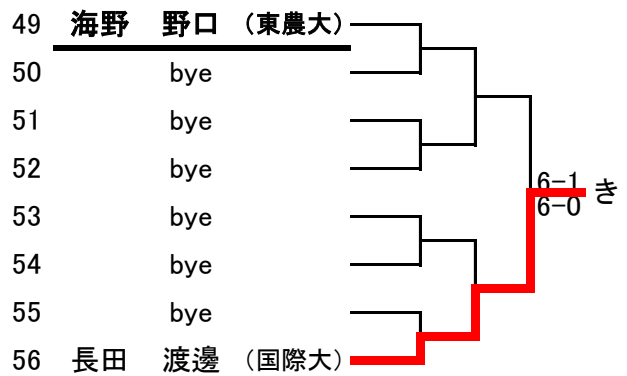 49 海野 野口 (東農大)
50 bye
51 bye
52 bye
53 bye
6-1
6-0 き
54 bye
55 bye
56 長田 渡邊 (国際大)